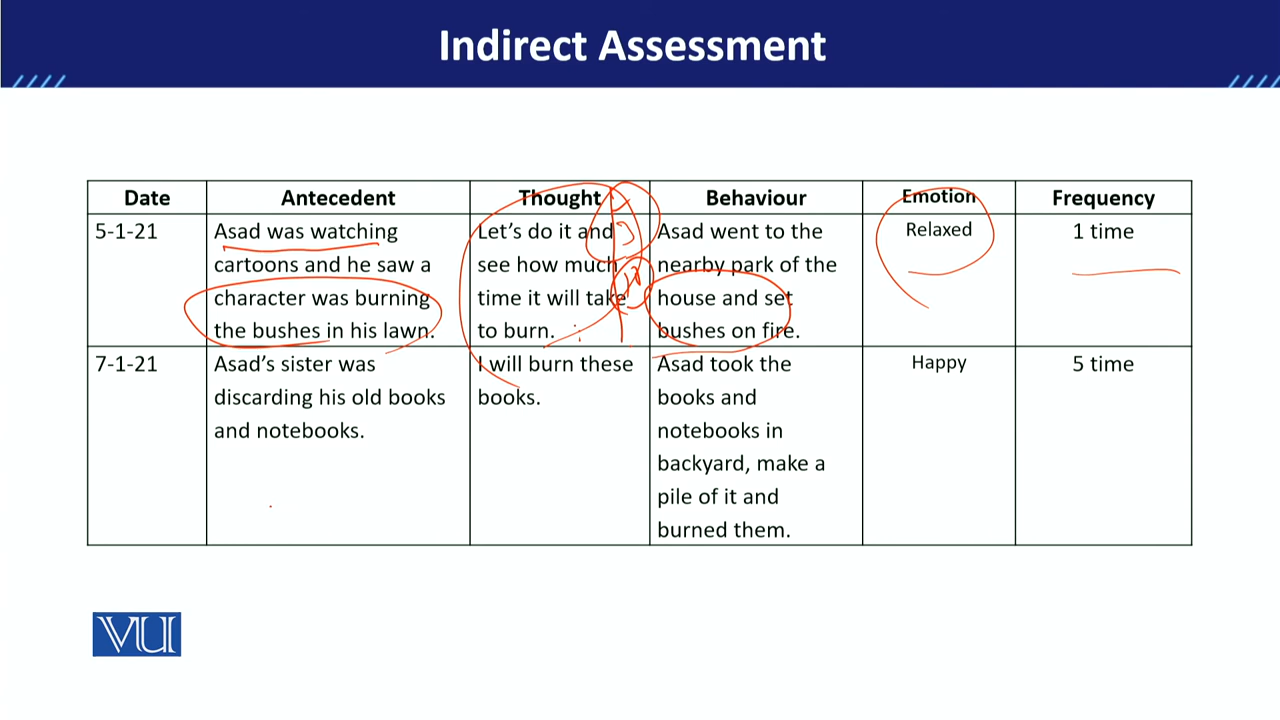 Indirect Assessment
Date Antecedent Thought Behaviour Emotion Frequency
5-1-21 Asad was watching Let's do it and Asad went to the Relaxed 1 time
cartoons and he saw a see how much nearby park of the
character was burning time it will take house and set
the bushes in his lawn. to burn. bushes on fire.
7-1-21 Asad's sister was I will burn these Asad took the Happy 5 time
discarding his old books books. books and
and notebooks. notebooks in
backyard, make a
pile of it and
burned them.
VU